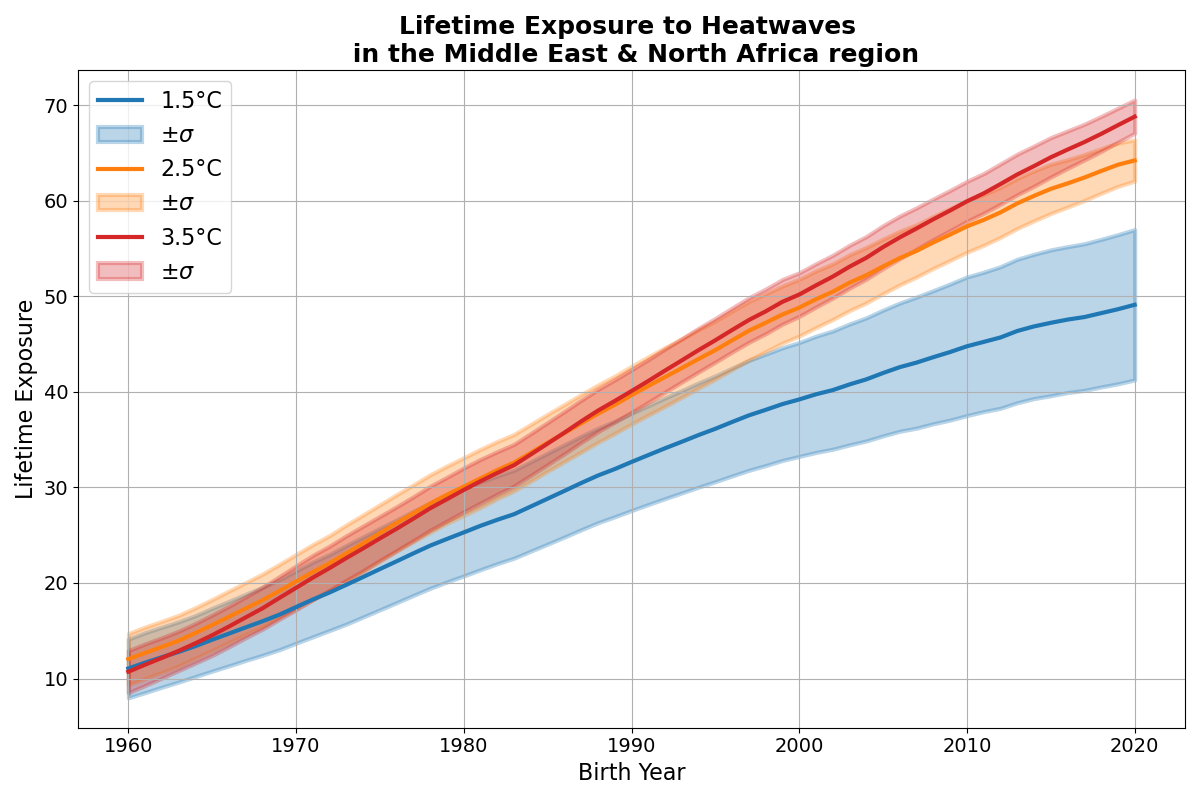 Lifetime Exposure to Heatwaves
in the Middle East & North Africa region
1.5°C
±σ
2.5°C
±σ
3.5°C
±σ
Lifetime Exposure
70
60
50
40
30
20
10
1960 1970 1980 1990 2000 2010 2020
Birth Year